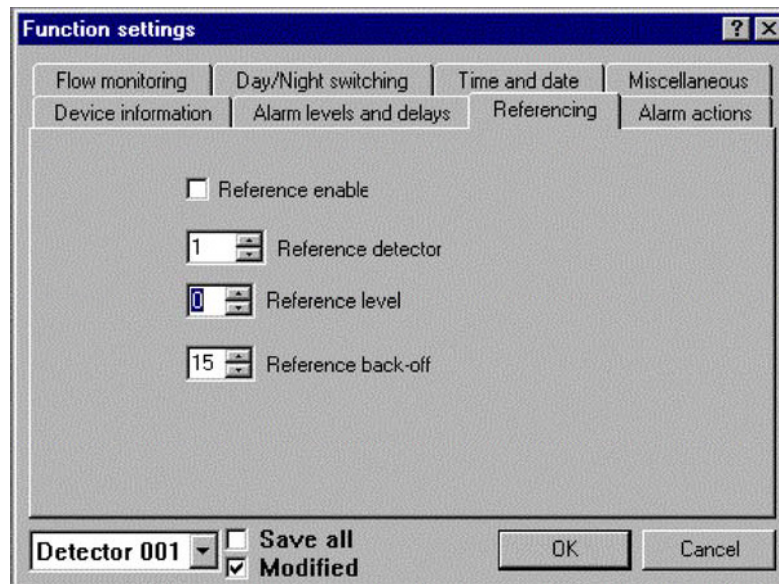 Function settings
Flow monitoring Day/Night switching Time and date Miscellaneous
Device information Alarm levels and delays Referencing Alarm actions
Reference enable
1 Reference detector
0 Reference level
15 Reference back-off
Detector 001 Save all OK Cancel
Modified